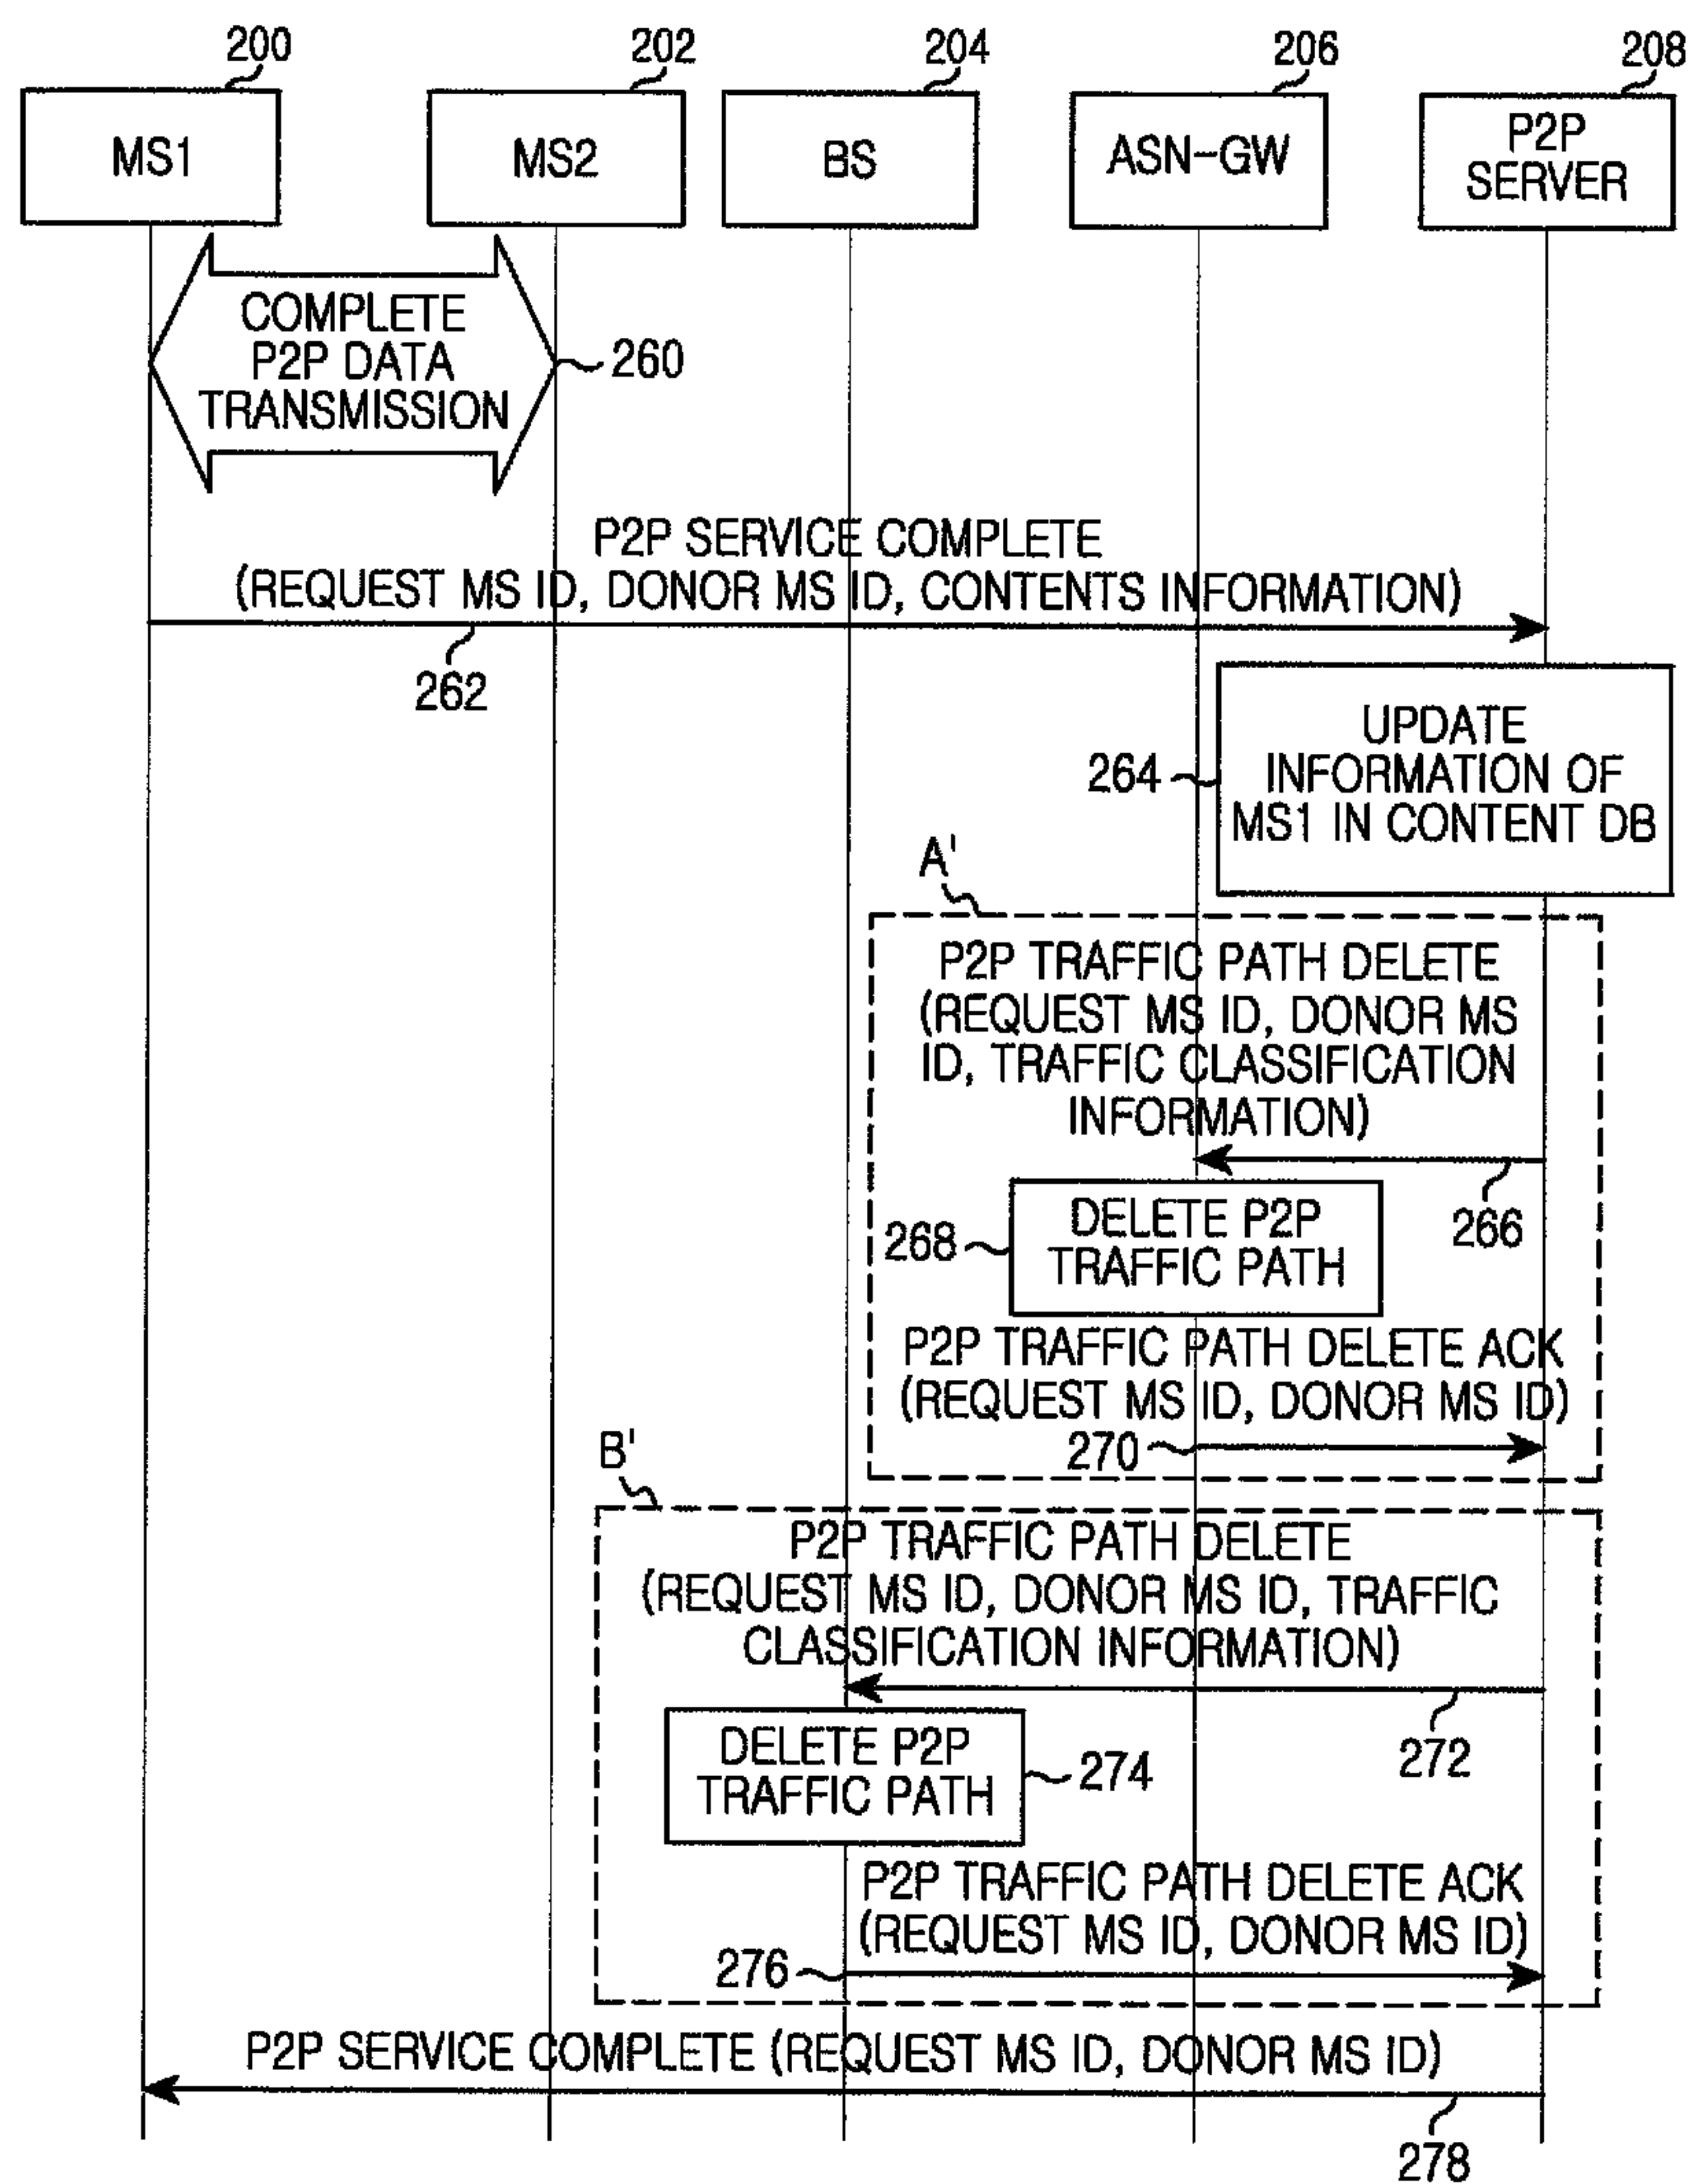 200
202
204
206
208
MS1
MS2
BS
ASN-GW
P2P
SERVER
COMPLETE
P2P DATA
TRANSMISSION
260
P2P SERVICE COMPLETE
(REQUEST MS ID, DONOR MS ID, CONTENTS INFORMATION)
262
UPDATE
INFORMATION OF
MS1 IN CONTENT DB
264
A'
P2P TRAFFIC PATH DELETE
(REQUEST MS ID, DONOR MS
ID, TRAFFIC CLASSIFICATION
INFORMATION)
266
DELETE P2P
TRAFFIC PATH
268
P2P TRAFFIC PATH DELETE ACK
(REQUEST MS ID, DONOR MS ID)
270
B'
P2P TRAFFIC PATH DELETE
(REQUEST MS ID, DONOR MS ID, TRAFFIC
CLASSIFICATION INFORMATION)
272
DELETE P2P
TRAFFIC PATH
274
P2P TRAFFIC PATH DELETE ACK
(REQUEST MS ID, DONOR MS ID)
276
P2P SERVICE COMPLETE (REQUEST MS ID, DONOR MS ID)
278